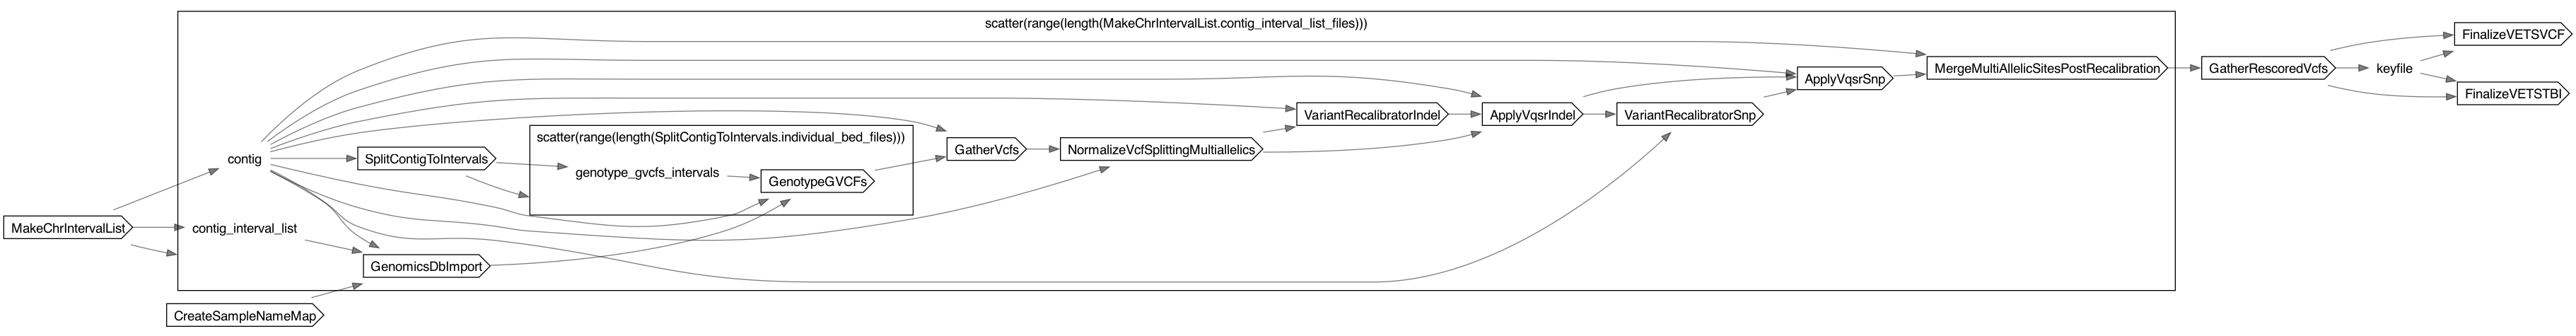 scatter(range(length(MakeChrIntervalList.contig_interval_list_files)))
FinalizeVETSVCF
MergeMultiAllelicSitesPostRecalibration
GatherRescoredVcfs
keyfile
ApplyVqsrSnp
FinalizeVETSTBI
VariantRecalibratorIndel
ApplyVqsrIndel
VariantRecalibratorSnp
scatter(range(length(SplitContigToIntervals.individual_bed_files)))
GatherVcfs
NormalizeVcfSplittingMultiallelics
contig
SplitContigToIntervals
genotype_gvcfs_intervals
GenotypeGVCFs
MakeChrIntervalList
contig_interval_list
GenomicsDbImport
CreateSampleNameMap